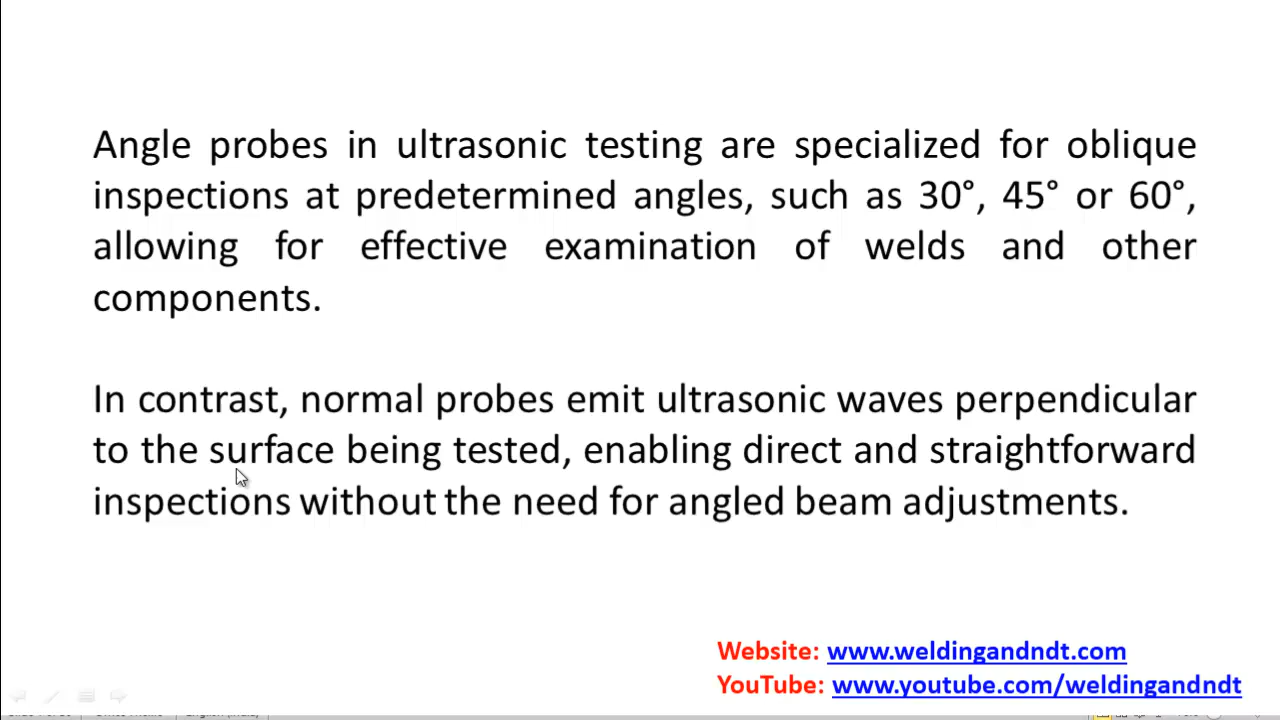 Angle probes in ultrasonic testing are specialized for oblique
inspections at predetermined angles, such as 30°, 45° or 60°,
allowing for effective examination of welds and other
components.
In contrast, normal probes emit ultrasonic waves perpendicular
to the surface being tested, enabling direct and straightforward
inspections without the need for angled beam adjustments.
Website: www.weldingandndt.com
YouTube: www.youtube.com/weldingandndt